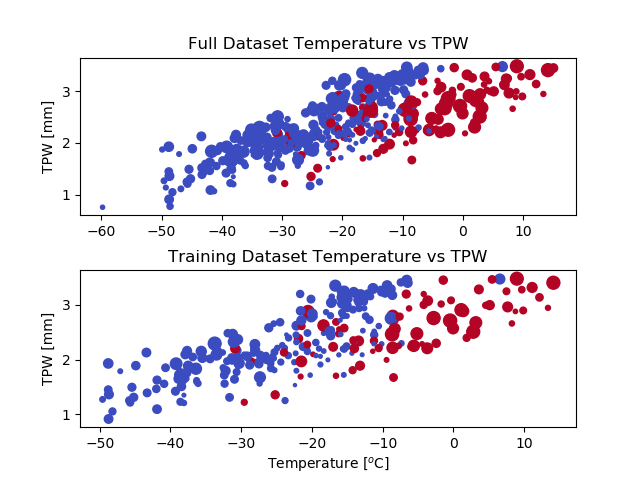 Full Dataset Temperature vs TPW
TPW [mm]
3
2
1
−60 −50 −40 −30 −20 −10 0 10
Training Dataset Temperature vs TPW
TPW [mm]
3
2
1
−50 −40 −30 −20 −10 0 10
Temperature [°C]